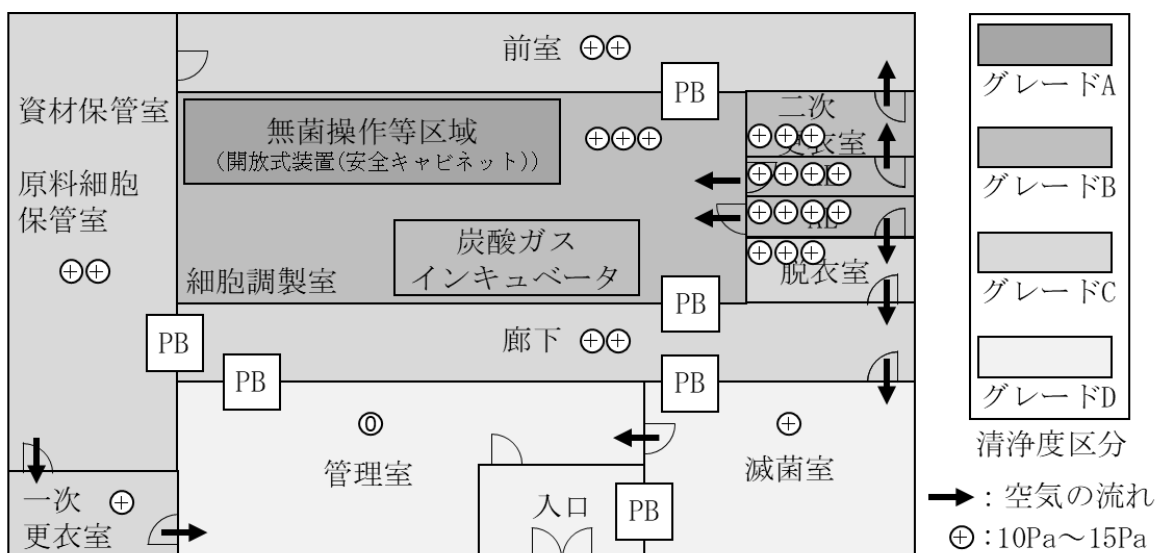 前室 ⊕⊕
PB
資材保管室
原料細胞
保管室
⊕⊕
無菌操作等区域
(開放式装置(安全キャビネット))
⊕⊕⊕
二次
⊕⊕⊕
更衣室
⊕⊕⊕⊕
⊕⊕⊕⊕
AL
⊕⊕⊕
脱衣室
炭酸ガス
インキュベータ
細胞調製室
PB
廊下 ⊕⊕
PB
PB
PB
⓪
管理室
⊕
滅菌室
入口
PB
一次 ⊕
更衣室
グレードA
グレードB
グレードC
グレードD
清浄度区分
➡：空気の流れ
⊕：10Pa～15Pa